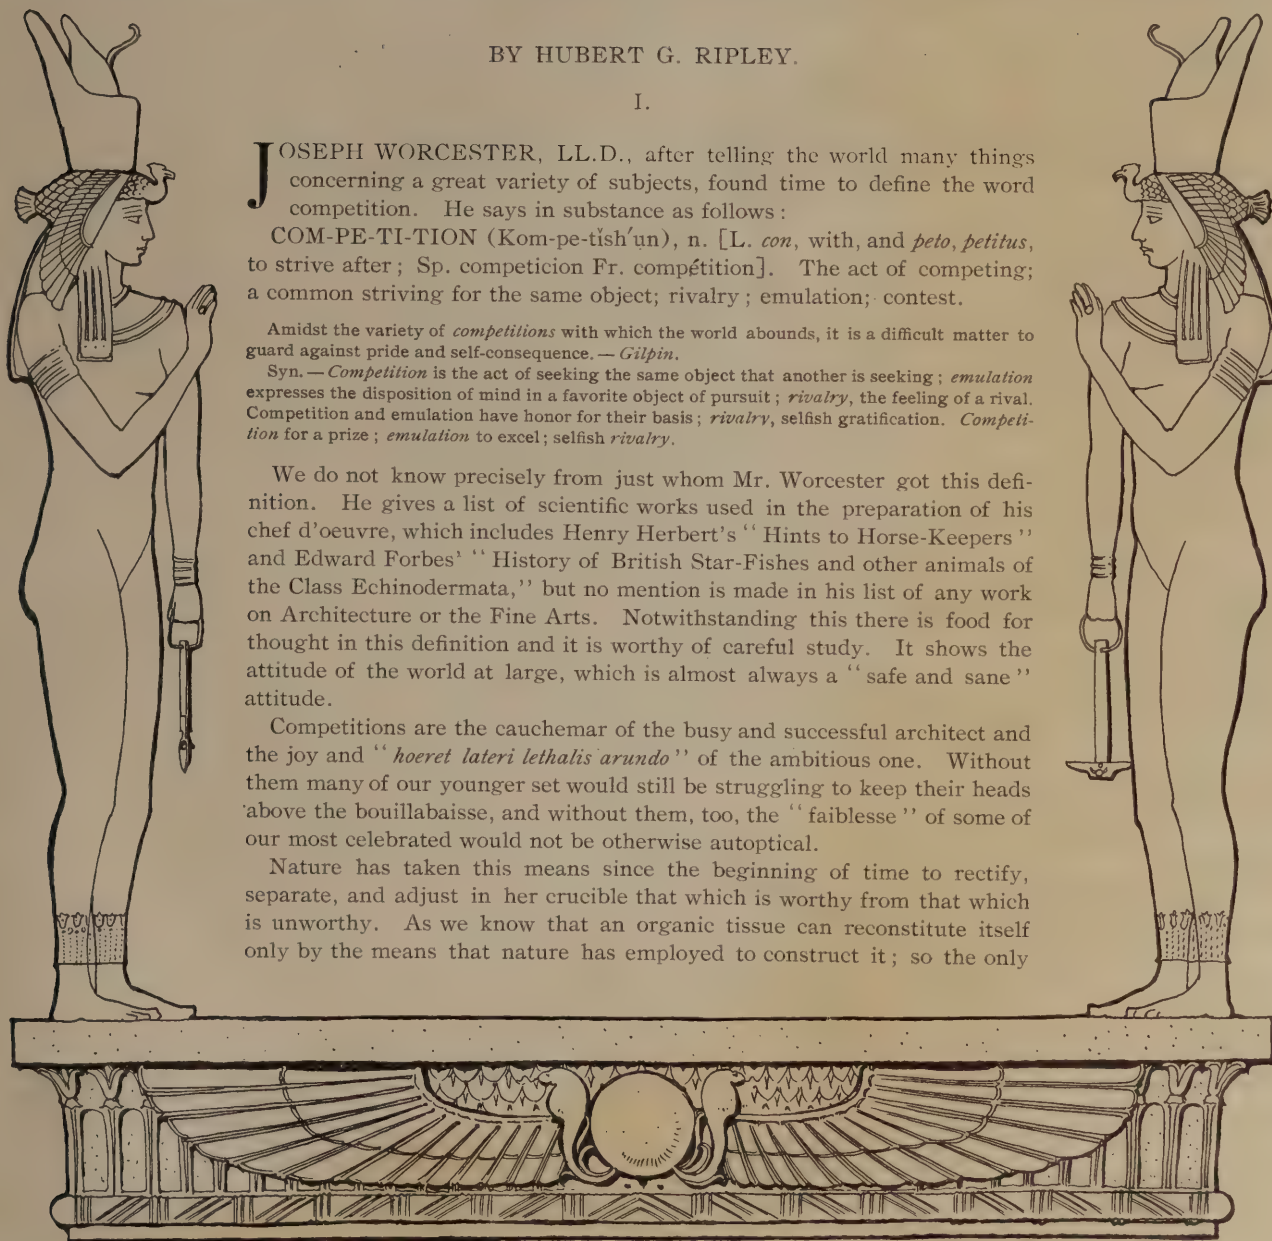 BY HUBERT G. RIPLEY.
I.
JOSEPH WORCESTER, LL.D., after telling the world many things
concerning a great variety of subjects, found time to define the word
competition. He says in substance as follows :
COM-PE-TI-TION (Kom-pe-tĭsh'ụn), n. [L. con, with, and peto, petitus,
to strive after ; Sp. competicion Fr. compétition]. The act of competing;
a common striving for the same object; rivalry ; emulation; contest.
Amidst the variety of competitions with which the world abounds, it is a difficult matter to
guard against pride and self-consequence. — Gilpin.
Syn. — Competition is the act of seeking the same object that another is seeking ; emulation
expresses the disposition of mind in a favorite object of pursuit ; rivalry, the feeling of a rival.
Competition and emulation have honor for their basis ; rivalry, selfish gratification. Competi-
tion for a prize ; emulation to excel ; selfish rivalry.
We do not know precisely from just whom Mr. Worcester got this defi-
nition. He gives a list of scientific works used in the preparation of his
chef d'oeuvre, which includes Henry Herbert's “ Hints to Horse-Keepers ”
and Edward Forbes' “ History of British Star-Fishes and other animals of
the Class Echinodermata,” but no mention is made in his list of any work
on Architecture or the Fine Arts. Notwithstanding this there is food for
thought in this definition and it is worthy of careful study. It shows the
attitude of the world at large, which is almost always a “ safe and sane ”
attitude.
Competitions are the cauchemar of the busy and successful architect and
the joy and “ hoeret lateri lethalis arundo ” of the ambitious one. Without
them many of our younger set would still be struggling to keep their heads
above the bouillabaisse, and without them, too, the “ faiblesse ” of some of
our most celebrated would not be otherwise autoptical.
Nature has taken this means since the beginning of time to rectify,
separate, and adjust in her crucible that which is worthy from that which
is unworthy. As we know that an organic tissue can reconstitute itself
only by the means that nature has employed to construct it ; so the only